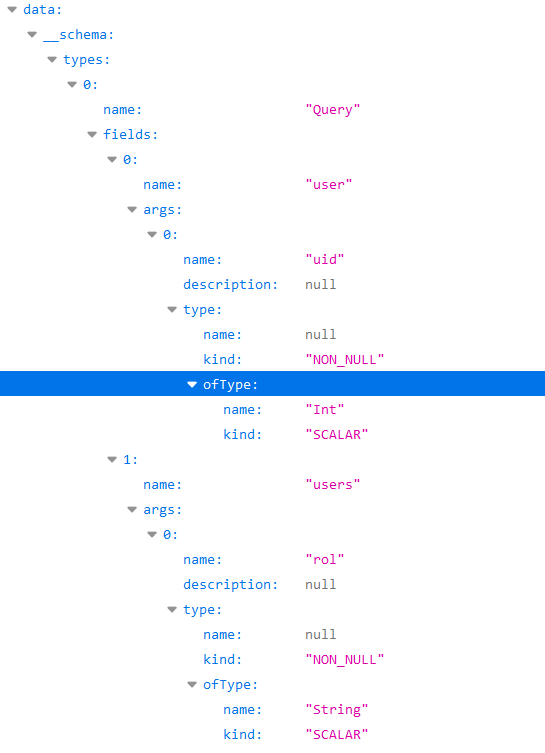 data:
__schema:
types:
0:
name: "Query"
fields:
0:
name: "user"
args:
0:
name: "uid"
description: null
type:
name: null
kind: "NON_NULL"
ofType:
name: "Int"
kind: "SCALAR"
1:
name: "users"
args:
0:
name: "rol"
description: null
type:
name: null
kind: "NON_NULL"
ofType:
name: "String"
kind: "SCALAR"